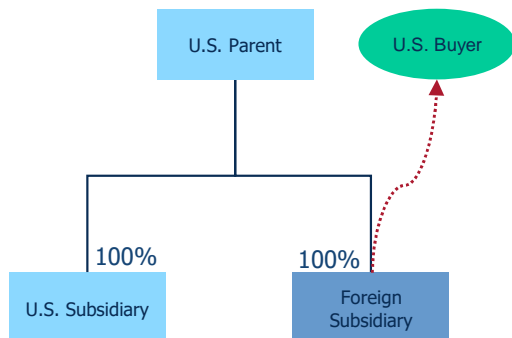 U.S. Parent
U.S. Buyer
100%
100%
U.S. Subsidiary
Foreign
Subsidiary